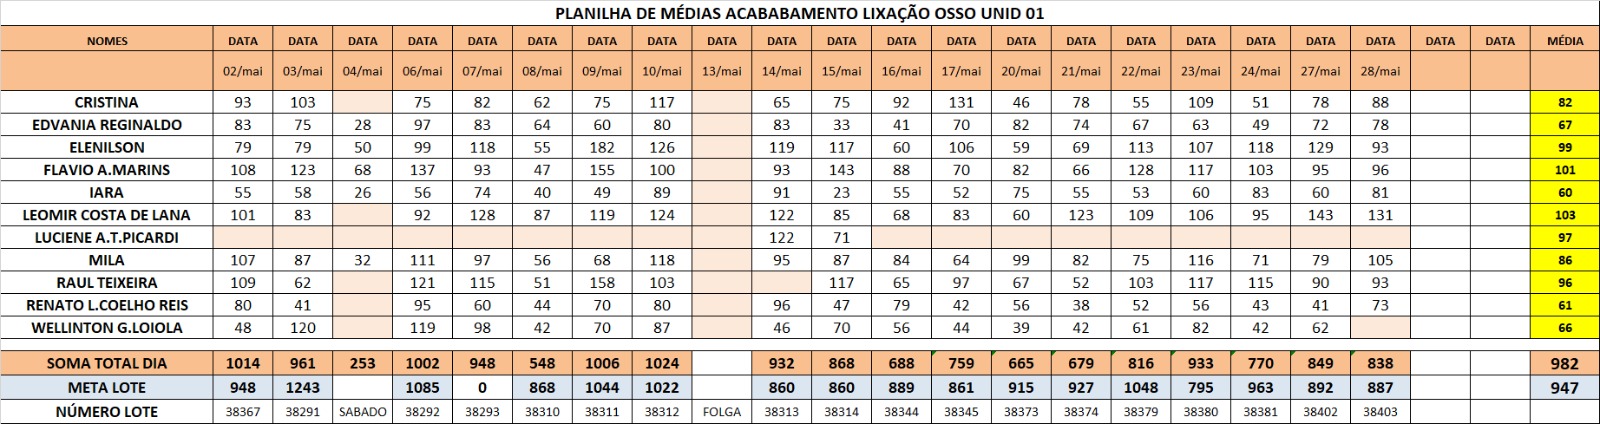 PLANILHA DE MÉDIAS ACABABAMENTO LIXAÇÃO OSSO UNID 01
NOMES DATA DATA DATA DATA DATA DATA DATA DATA DATA DATA DATA DATA DATA DATA DATA DATA DATA DATA DATA DATA DATA DATA MÉDIA
02/mai 03/mai 04/mai 06/mai 07/mai 08/mai 09/mai 10/mai 13/mai 14/mai 15/mai 16/mai 17/mai 20/mai 21/mai 22/mai 23/mai 24/mai 27/mai 28/mai
CRISTINA 93 103 75 82 62 75 117 65 75 92 131 46 78 55 109 51 78 88 82
EDVANIA REGINALDO 83 75 28 97 83 64 60 80 83 33 41 70 82 74 67 63 49 72 78 67
ELENILSON 79 79 50 99 118 55 182 126 119 117 60 106 59 69 113 107 118 129 93 99
FLAVIO A.MARINS 108 123 68 137 93 47 155 100 93 143 88 70 82 66 128 117 103 95 96 101
IARA 55 58 26 56 74 40 49 89 91 23 55 52 75 55 53 60 83 60 81 60
LEOMIR COSTA DE LANA 101 83 92 128 87 119 124 122 85 68 83 60 123 109 106 95 143 131 103
LUCIENE A.T.PICARDI 122 71 97
MILA 107 87 32 111 97 56 68 118 95 87 84 64 99 82 75 116 71 79 105 86
RAUL TEIXEIRA 109 62 121 115 51 158 103 117 65 97 67 52 103 117 115 90 93 96
RENATO L.COELHO REIS 80 41 95 60 44 70 80 96 47 79 42 56 38 52 56 43 41 73 61
WELLINTON G.LOIOLA 48 120 119 98 42 70 87 46 70 56 44 39 42 61 82 42 62 66
SOMA TOTAL DIA 1014 961 253 1002 948 548 1006 1024 932 868 688 759 665 679 816 933 770 849 838 982
META LOTE 948 1243 1085 0 868 1044 1022 860 860 889 861 915 927 1048 795 963 892 887 947
NÚMERO LOTE 38367 38291 SABADO 38292 38293 38310 38311 38312 FOLGA 38313 38314 38344 38345 38373 38374 38379 38380 38381 38402 38403